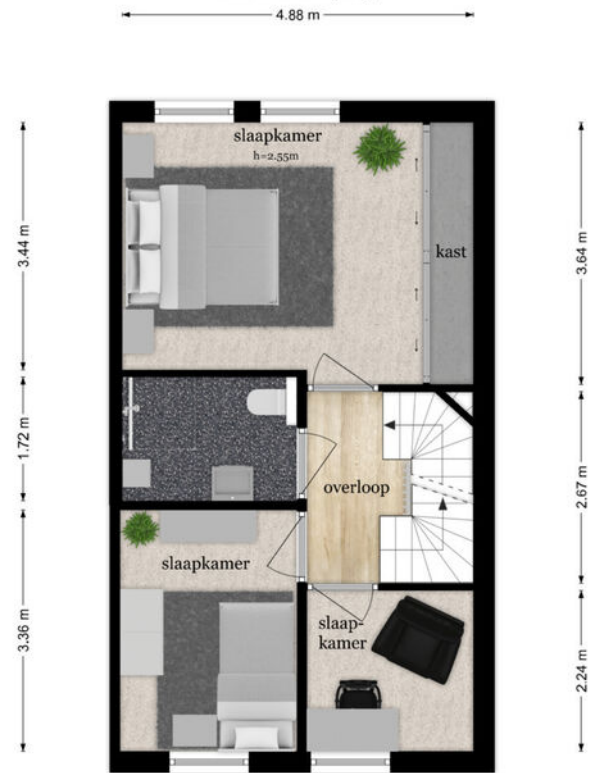 4.88 m
slaapkamer
h=2.55m
3.44 m
3.64 m
kast
1.72 m
2.67 m
overloop
slaapkamer
3.36 m
slaap-
kamer
2.24 m